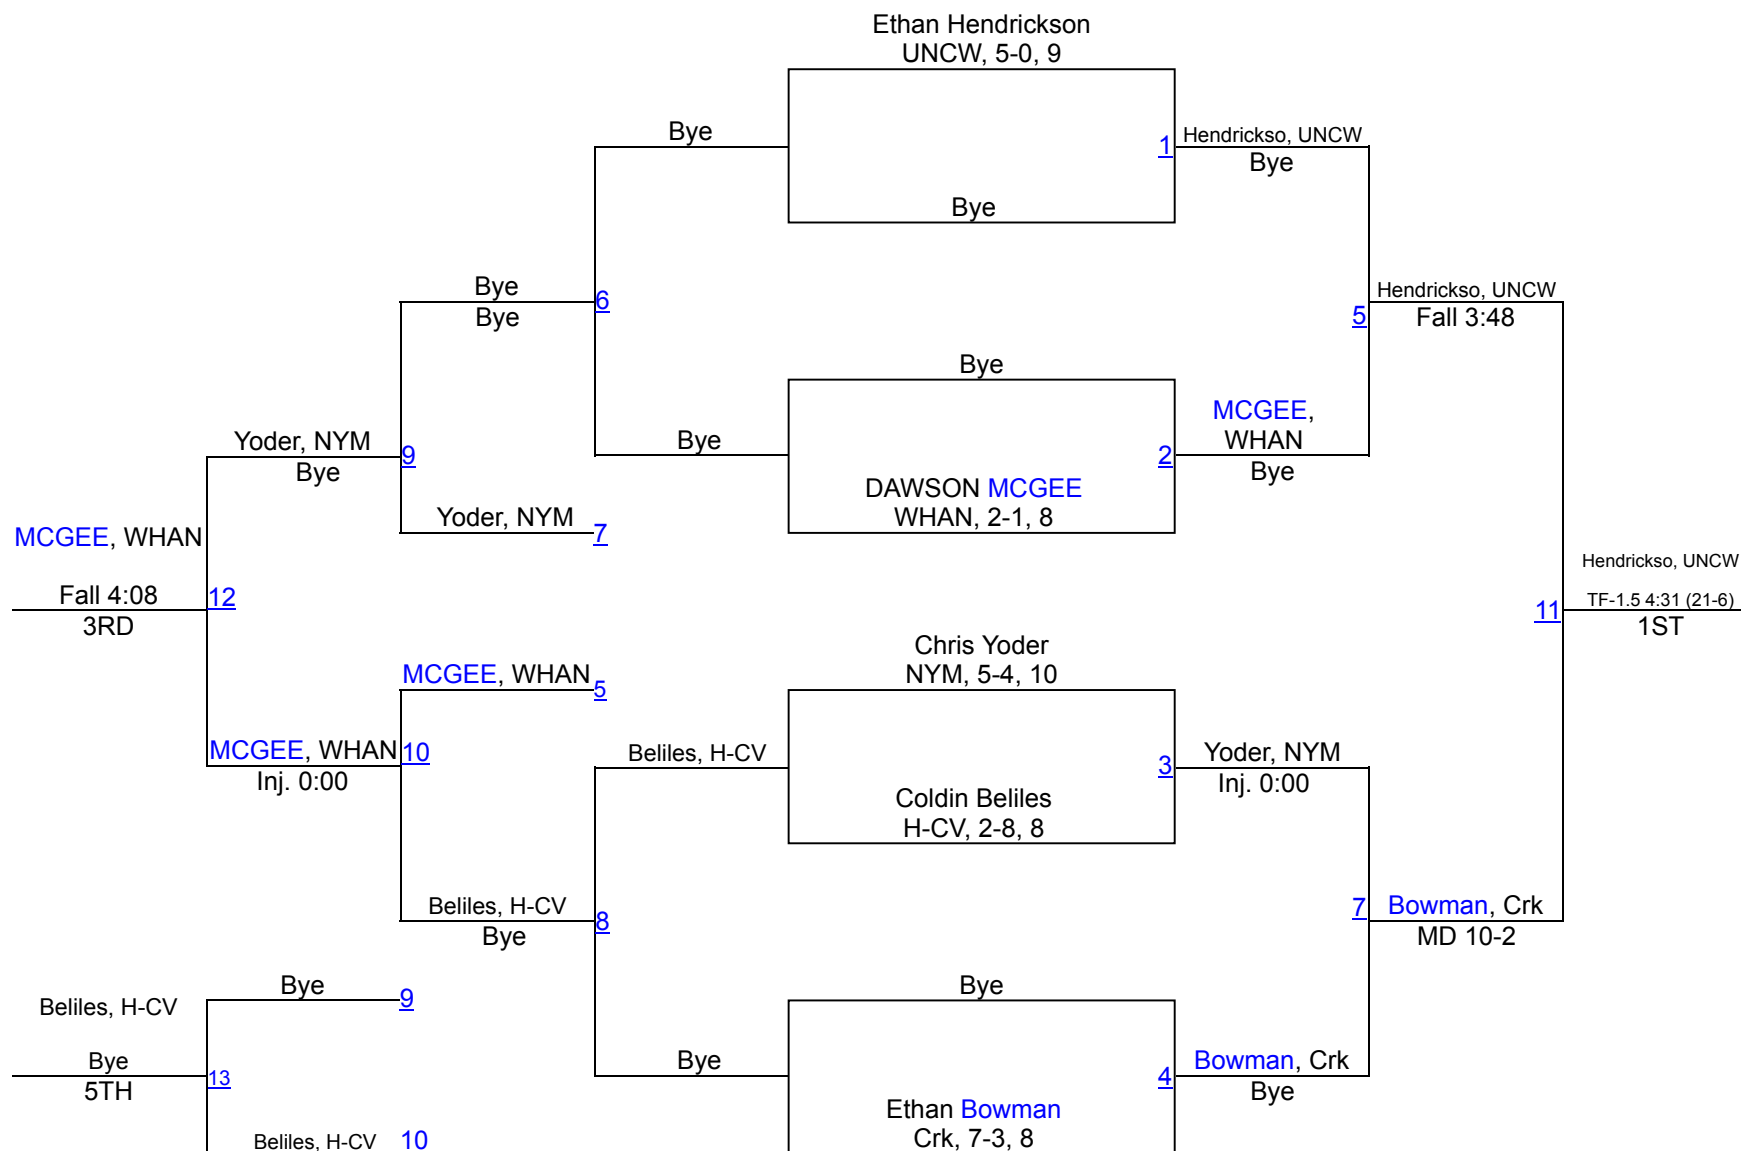 Ethan Hendrickson
UNCW, 5-0, 9
Bye
1
Hendrickso, UNCW
Bye
Bye
Bye
6
Bye
Hendrickso, UNCW
5
Fall 3:48
Bye
MCGEE,
WHAN
Yoder, NYM
9
Bye
2
Bye
Bye
DAWSON MCGEE
WHAN, 2-1, 8
Yoder, NYM
7
MCGEE, WHAN
Hendrickso, UNCW
Fall 4:08
12
3RD
11
TF-1.5 4:31 (21-6)
1ST
Chris Yoder
NYM, 5-4, 10
MCGEE, WHAN
5
MCGEE, WHAN
10
Inj. 0:00
Beliles, H-CV
3
Yoder, NYM
Inj. 0:00
Coldin Beliles
H-CV, 2-8, 8
Beliles, H-CV
8
Bye
7
Bowman, Crk
MD 10-2
Bye
9
Bye
Beliles, H-CV
Bye
13
5TH
Bye
4
Bowman, Crk
Bye
Ethan Bowman
Crk, 7-3, 8
Beliles, H-CV
10